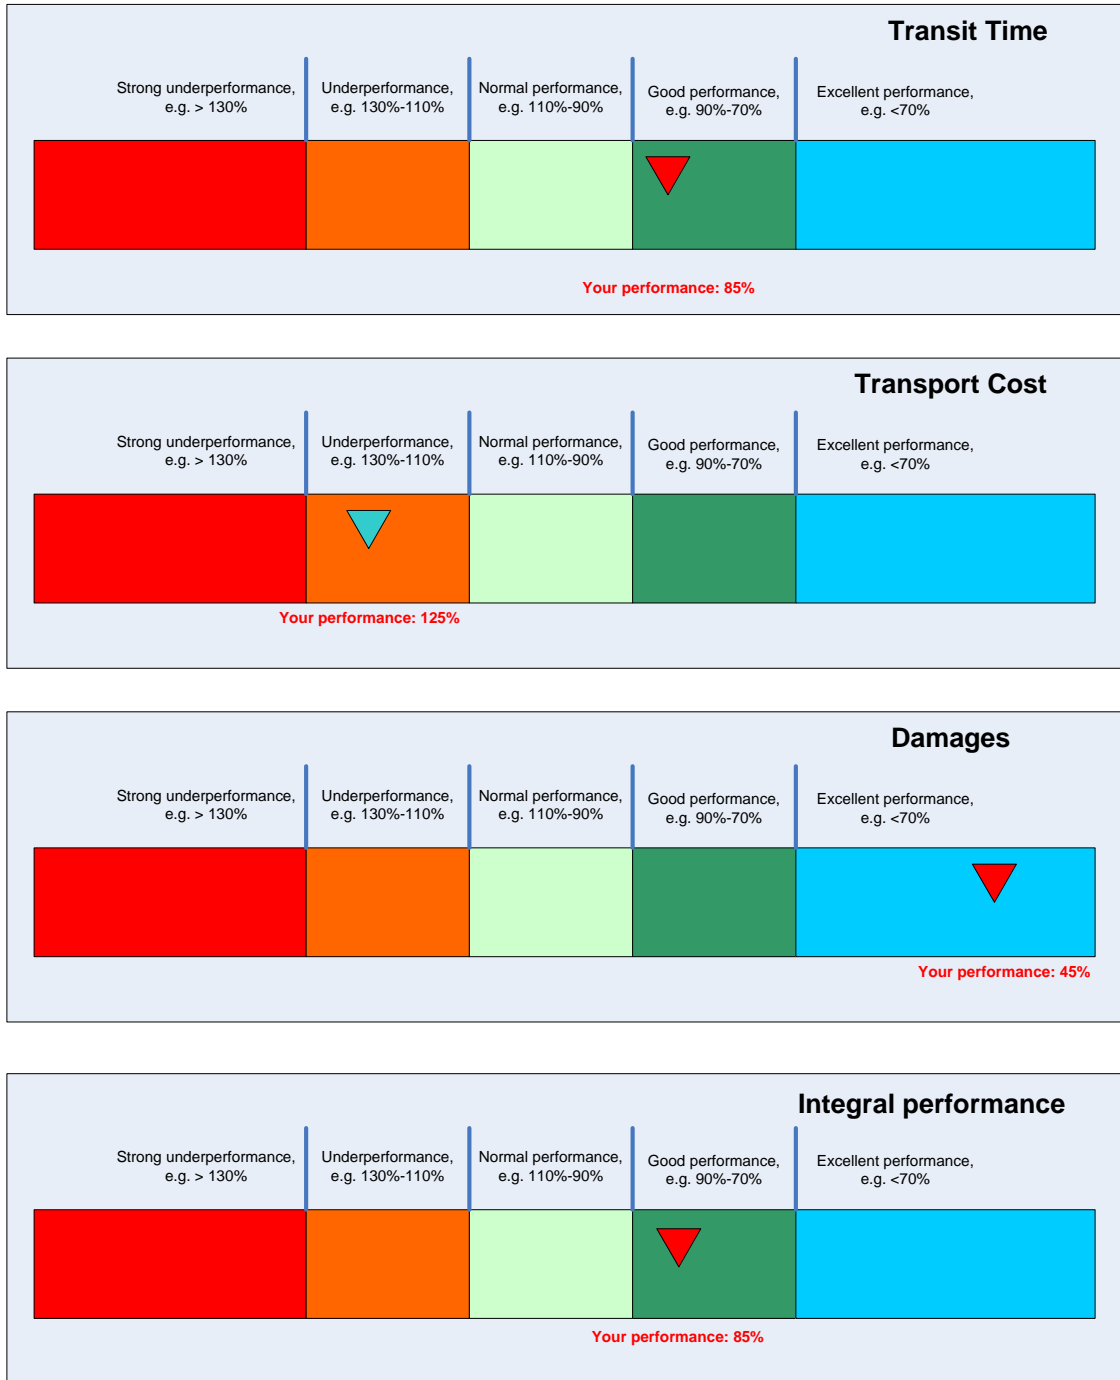 Transit Time
Strong underperformance,
e.g. > 130%
Underperformance,
e.g. 130%-110%
Normal performance,
e.g. 110%-90%
Good performance,
e.g. 90%-70%
Excellent performance,
e.g. <70%
Your performance: 85%
Transport Cost
Strong underperformance,
e.g. > 130%
Underperformance,
e.g. 130%-110%
Normal performance,
e.g. 110%-90%
Good performance,
e.g. 90%-70%
Excellent performance,
e.g. <70%
Your performance: 125%
Damages
Strong underperformance,
e.g. > 130%
Underperformance,
e.g. 130%-110%
Normal performance,
e.g. 110%-90%
Good performance,
e.g. 90%-70%
Excellent performance,
e.g. <70%
Your performance: 45%
Integral performance
Strong underperformance,
e.g. > 130%
Underperformance,
e.g. 130%-110%
Normal performance,
e.g. 110%-90%
Good performance,
e.g. 90%-70%
Excellent performance,
e.g. <70%
Your performance: 85%